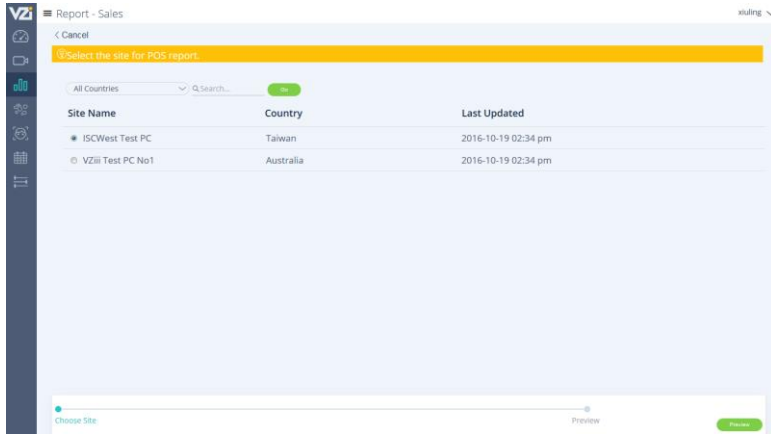 VZi
Report - Sales
xiuling
Cancel
Select the site for POS report.
All Countries
Search...
Go
Site Name Country Last Updated
ISCWest Test PC Taiwan 2016-10-19 02:34 pm
VZiii Test PC No1 Australia 2016-10-19 02:34 pm
Choose Site
Preview
Preview